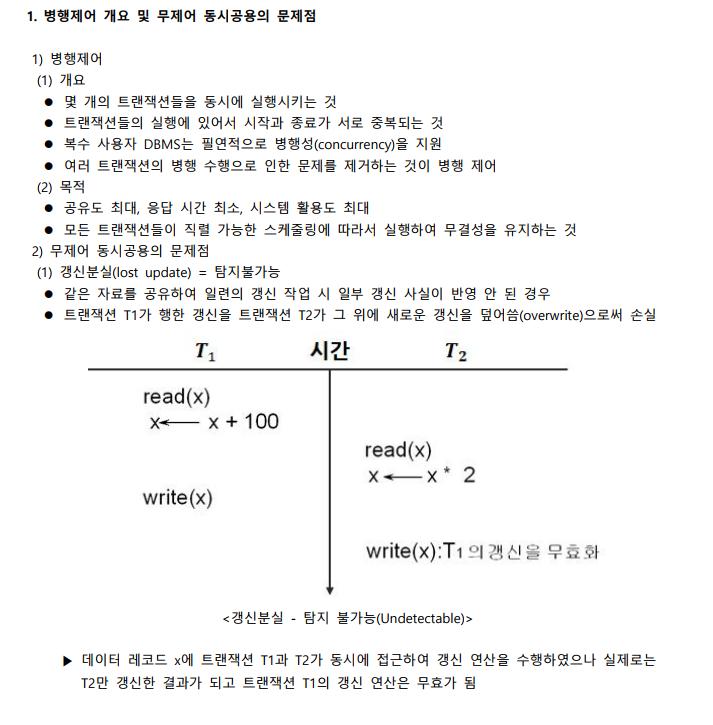 1. 병행제어 개요 및 무제어 동시공용의 문제점
1) 병행제어
(1) 개요
● 몇 개의 트랜잭션들을 동시에 실행시키는 것
● 트랜잭션들의 실행에 있어서 시작과 종료가 서로 중복되는 것
● 복수 사용자 DBMS는 필연적으로 병행성(concurrency)을 지원
● 여러 트랜잭션의 병행 수행으로 인한 문제를 제거하는 것이 병행 제어
(2) 목적
● 공유도 최대, 응답 시간 최소, 시스템 활용도 최대
● 모든 트랜잭션들이 직렬 가능한 스케줄링에 따라서 실행하여 무결성을 유지하는 것
2) 무제어 동시공용의 문제점
(1) 갱신분실(lost update) = 탐지불가능
● 같은 자료를 공유하여 일련의 갱신 작업 시 일부 갱신 사실이 반영 안 된 경우
● 트랜잭션 T1가 행한 갱신을 트랜잭션 T2가 그 위에 새로운 갱신을 덮어씀(overwrite)으로써 손실
T₁ 시간 T₂
read(x)
x← x + 100
read(x)
x←x * 2
write(x)
write(x):T₁의갱신을 무효화
<갱신분실 - 탐지 불가능(Undetectable)>
▶ 데이터 레코드 x에 트랜잭션 T1과 T2가 동시에 접근하여 갱신 연산을 수행하였으나 실제로는
T2만 갱신한 결과가 되고 트랜잭션 T1의 갱신 연산은 무효가 됨